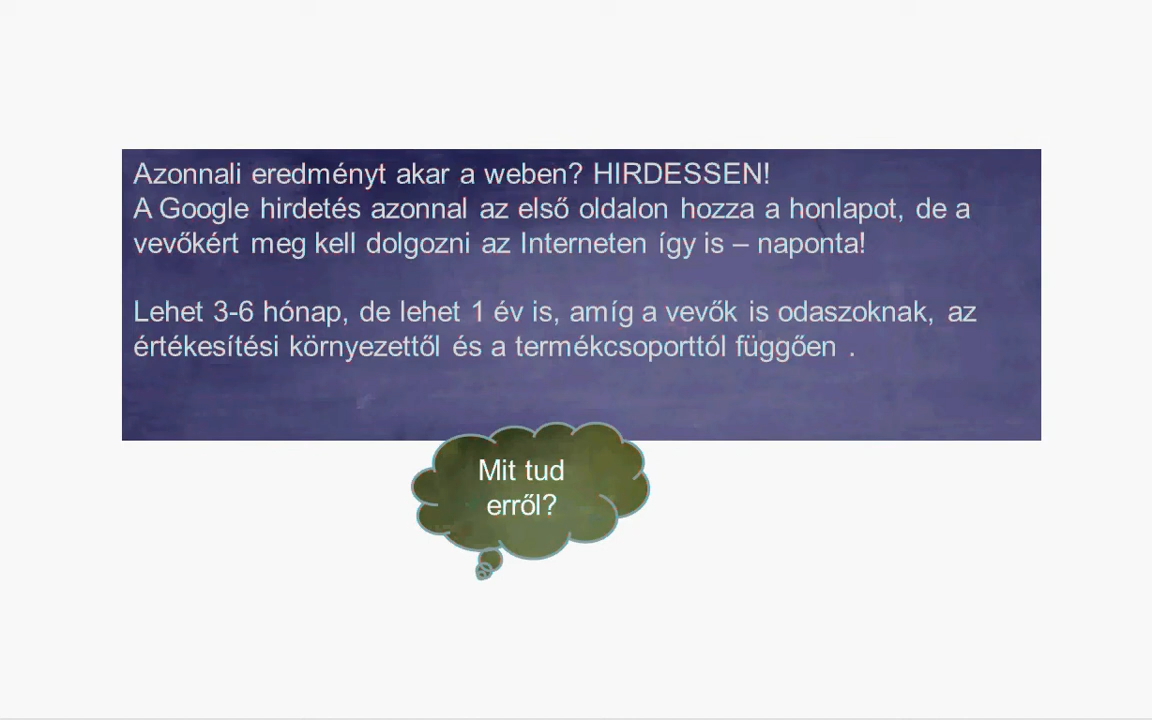 Azonnali eredményt akar a weben? HIRDESSEN!
A Google hirdetés azonnal az első oldalon hozza a honlapot, de a
vevőkért meg kell dolgozni az Interneten így is – naponta!
Lehet 3-6 hónap, de lehet 1 év is, amíg a vevők is odaszoknak, az
értékesítési környezettől és a termékcsoporttól függően .
Mit tud
erről?